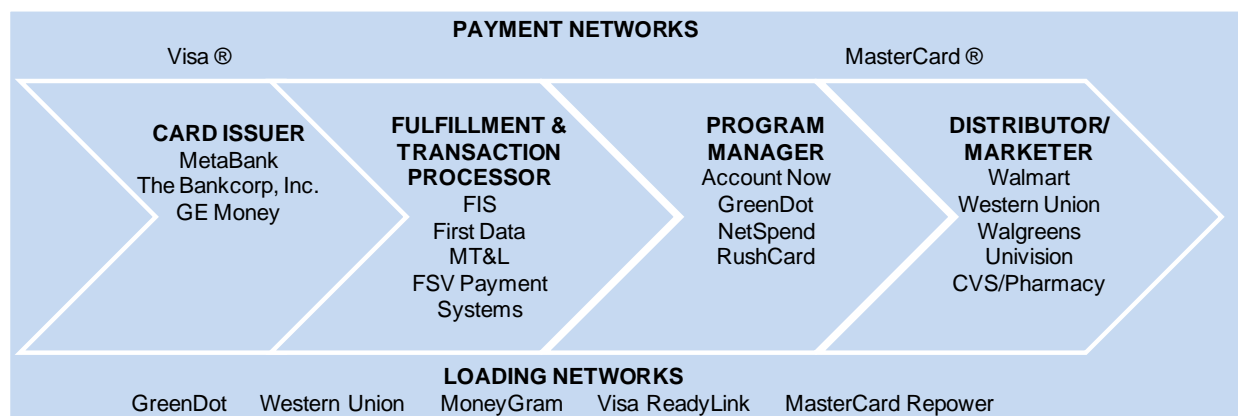 PAYMENT NETWORKS
Visa ® MasterCard ®
CARD ISSUER
MetaBank
The Bankcorp, Inc.
GE Money
FULFILLMENT &
TRANSACTION
PROCESSOR
FIS
First Data
MT&L
FSV Payment
Systems
PROGRAM
MANAGER
Account Now
GreenDot
NetSpend
RushCard
DISTRIBUTOR/
MARKETER
Walmart
Western Union
Walgreens
Univision
CVS/Pharmacy
LOADING NETWORKS
GreenDot Western Union MoneyGram Visa ReadyLink MasterCard Repower